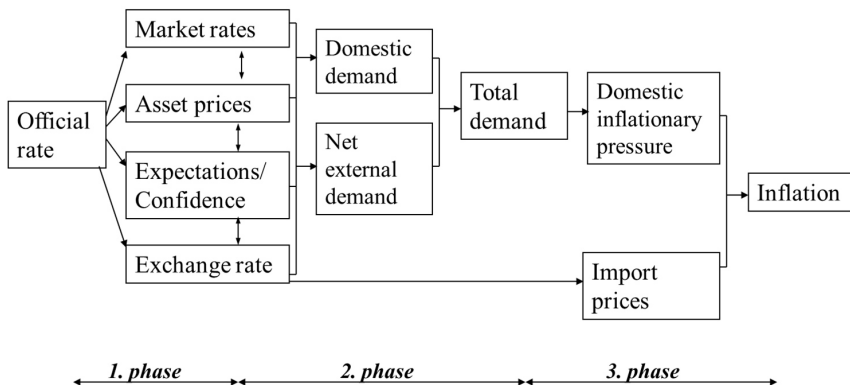 Market rates
Asset prices
Official
rate
Expectations/
Confidence
Exchange rate
Domestic
demand
Net
external
demand
Total
demand
Domestic
inflationary
pressure
Import
prices
Inflation
1. phase
2. phase
3. phase